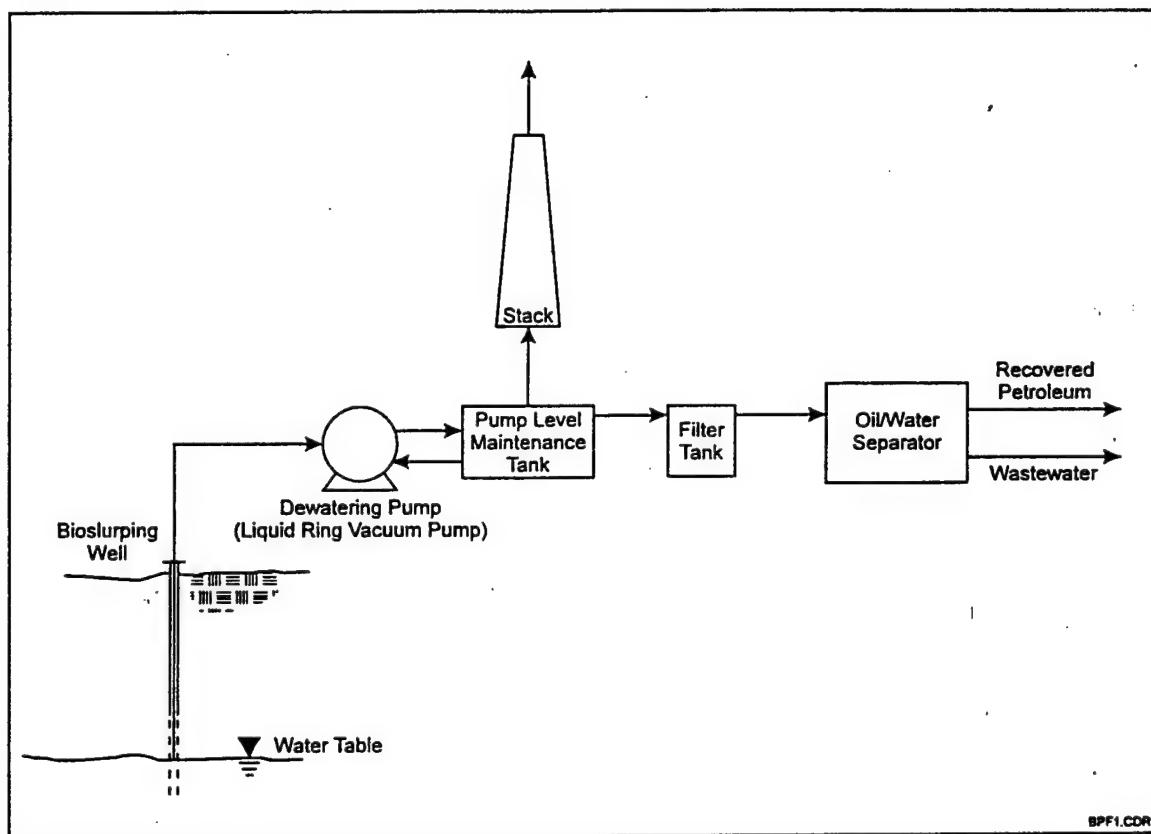 Stack
Recovered
Petroleum
Pump Level
Maintenance
Tank
Filter
Tank
Oil/Water
Separator
Wastewater
Dewatering Pump
(Liquid Ring Vacuum Pump)
Bioslurping
Well
Water Table
BPF1.CDR